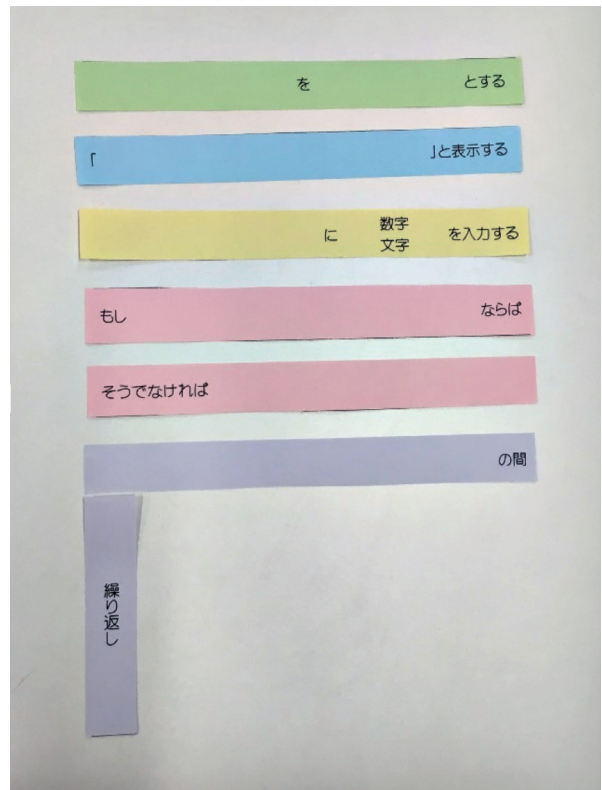 を とする
「 」と表示する
に 数字 文字 を入力する
もし ならば
そうでなければ
の間
繰り返し